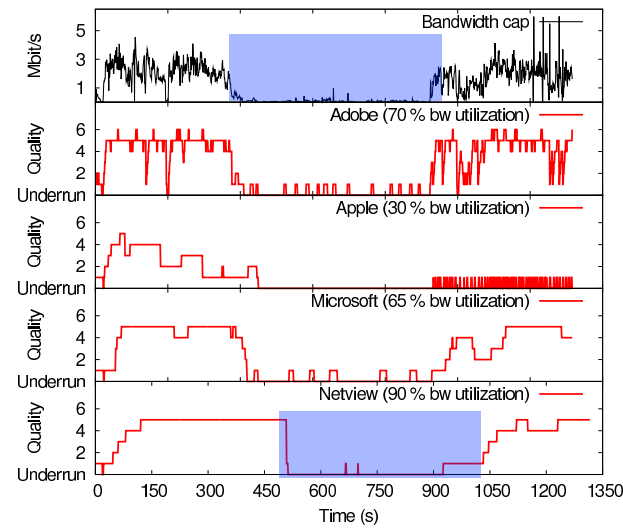 Bandwidth cap
Mbit/s
5
3
1
Adobe (70 % bw utilization)
Quality
6
4
2
Underrun
Apple (30 % bw utilization)
Quality
6
4
2
Underrun
Microsoft (65 % bw utilization)
Quality
6
4
2
Underrun
Netview (90 % bw utilization)
Quality
6
4
2
Underrun
0 150 300 450 600 750 900 1050 1200 1350
Time (s)